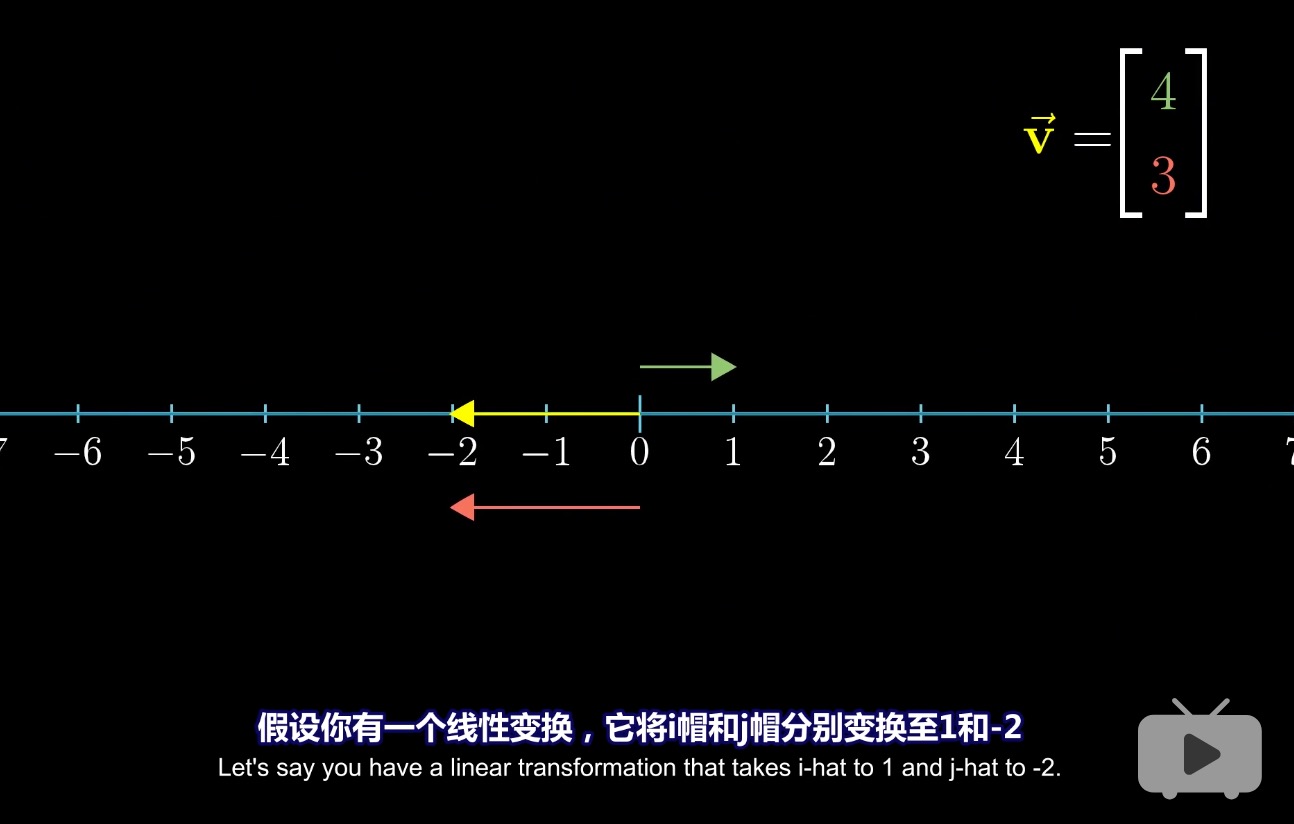 v⃗ = [4
3]
−6 −5 −4 −3 −2 −1 0 1 2 3 4 5 6 7
假设你有一个线性变换，它将i帽和j帽分别变换至1和-2
Let's say you have a linear transformation that takes i-hat to 1 and j-hat to -2.